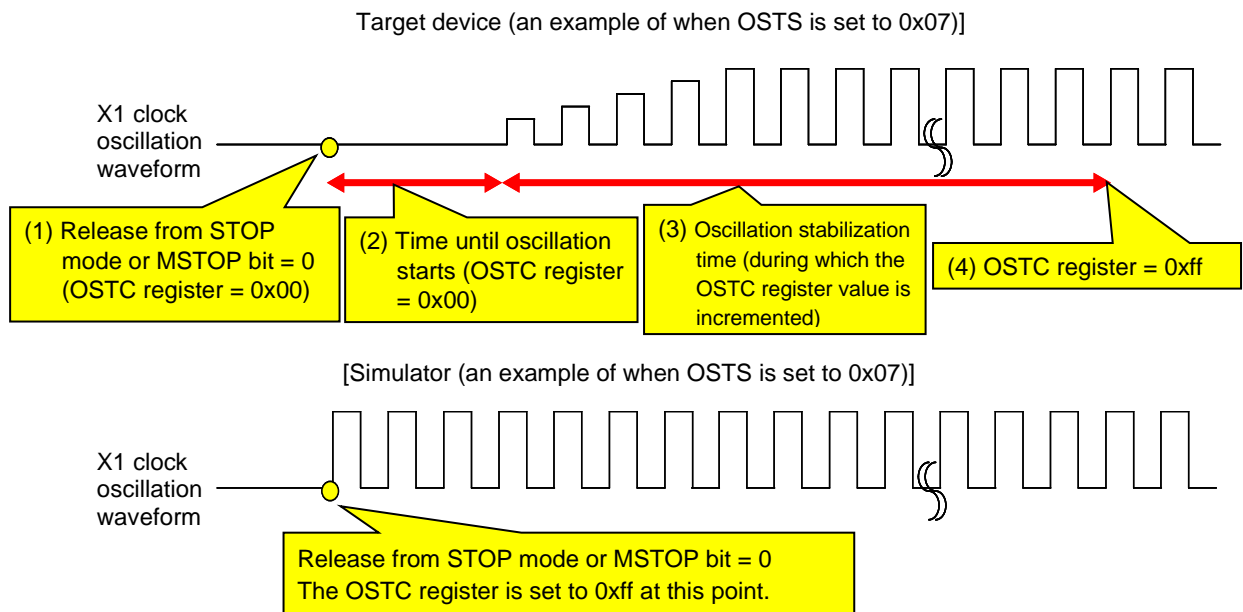 Target device (an example of when OSTS is set to 0x07)]
X1 clock
oscillation
waveform
(1) Release from STOP
mode or MSTOP bit = 0
(OSTC register = 0x00)
(2) Time until oscillation
starts (OSTC register
= 0x00)
(3) Oscillation stabilization
time (during which the
OSTC register value is
incremented)
(4) OSTC register = 0xff
[Simulator (an example of when OSTS is set to 0x07)]
X1 clock
oscillation
waveform
Release from STOP mode or MSTOP bit = 0
The OSTC register is set to 0xff at this point.